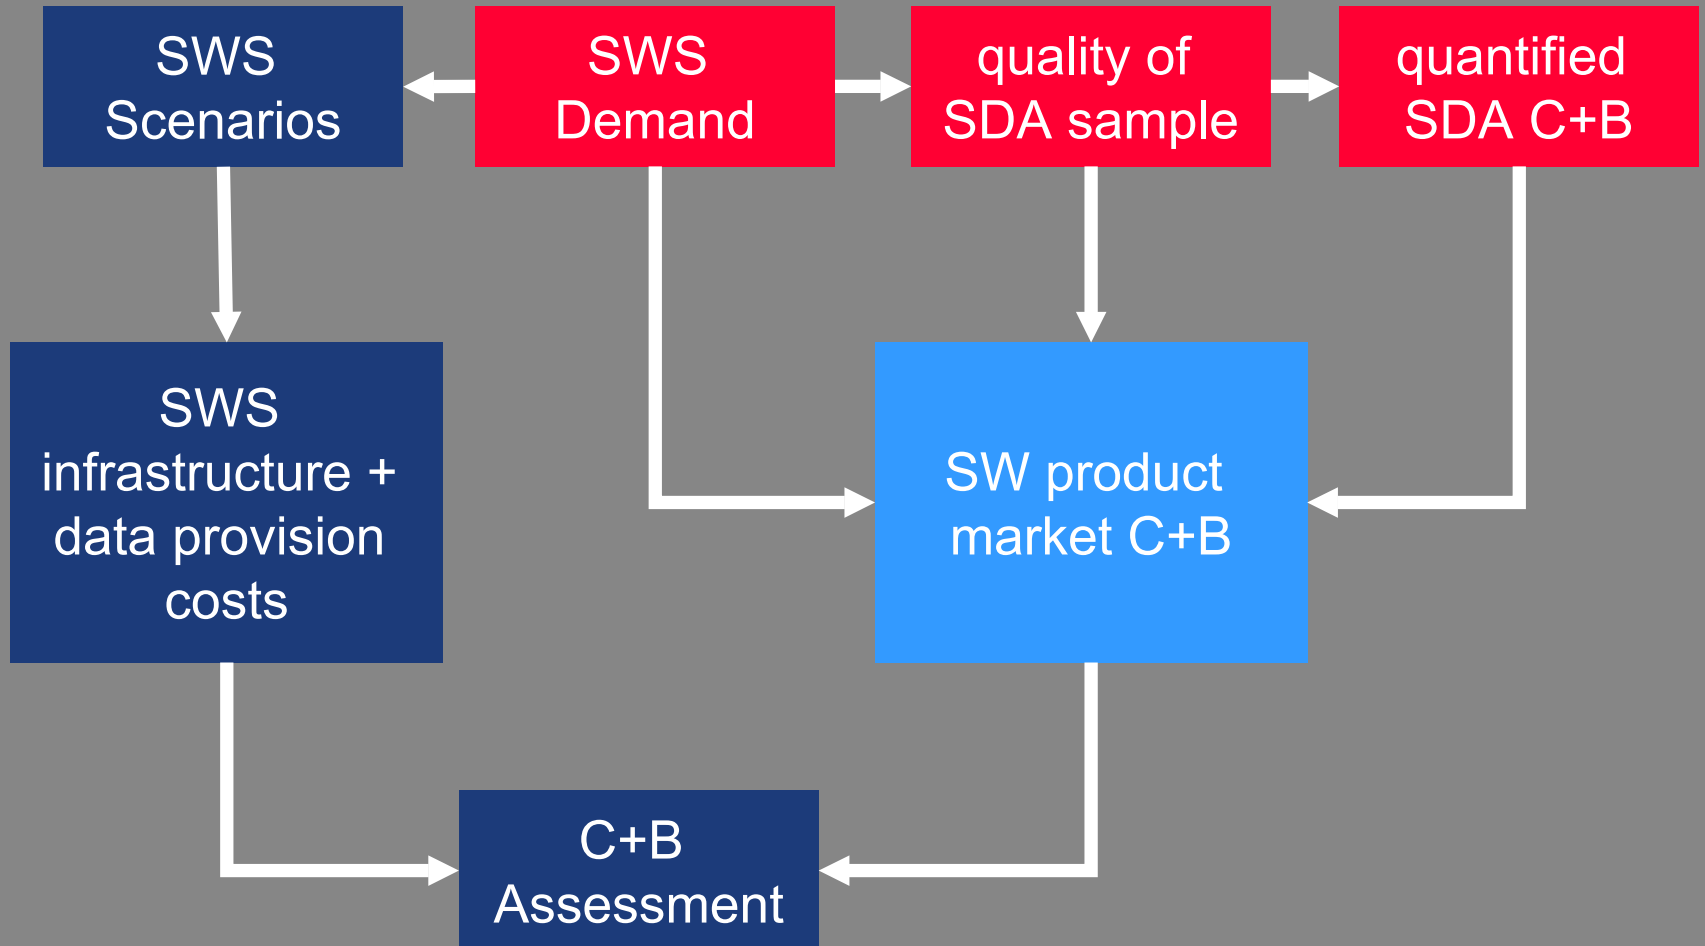 SWS
Scenarios
SWS
Demand
quality of
SDA sample
quantified
SDA C+B
SWS
infrastructure +
data provision
costs
SW product
market C+B
C+B
Assessment